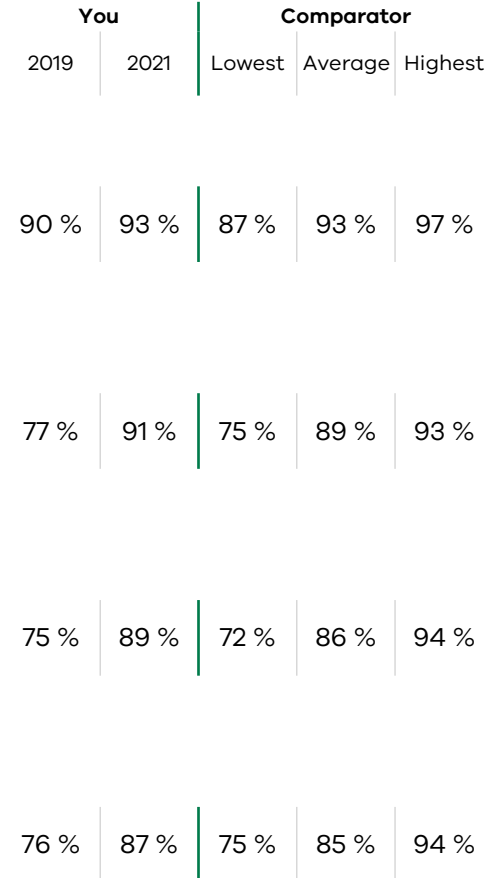 You Comparator
2019 2021 Lowest Average Highest
90 % 93 % 87 % 93 % 97 %
77 % 91 % 75 % 89 % 93 %
75 % 89 % 72 % 86 % 94 %
76 % 87 % 75 % 85 % 94 %